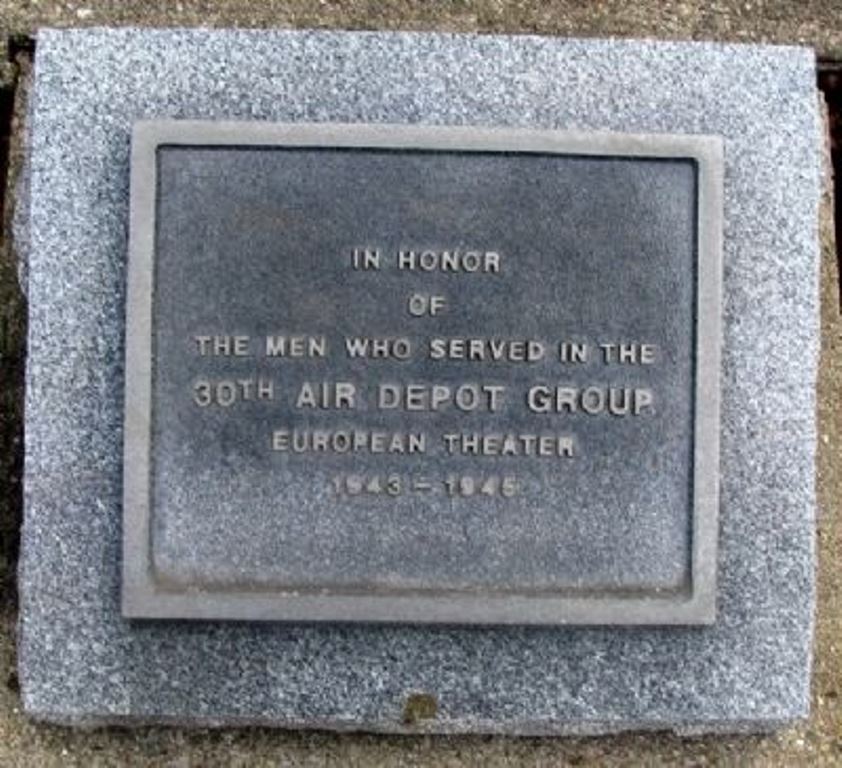 IN HONOR
OF
THE MEN WHO SERVED IN THE
30TH AIR DEPOT GROUP
EUROPEAN THEATER
1943 – 1945